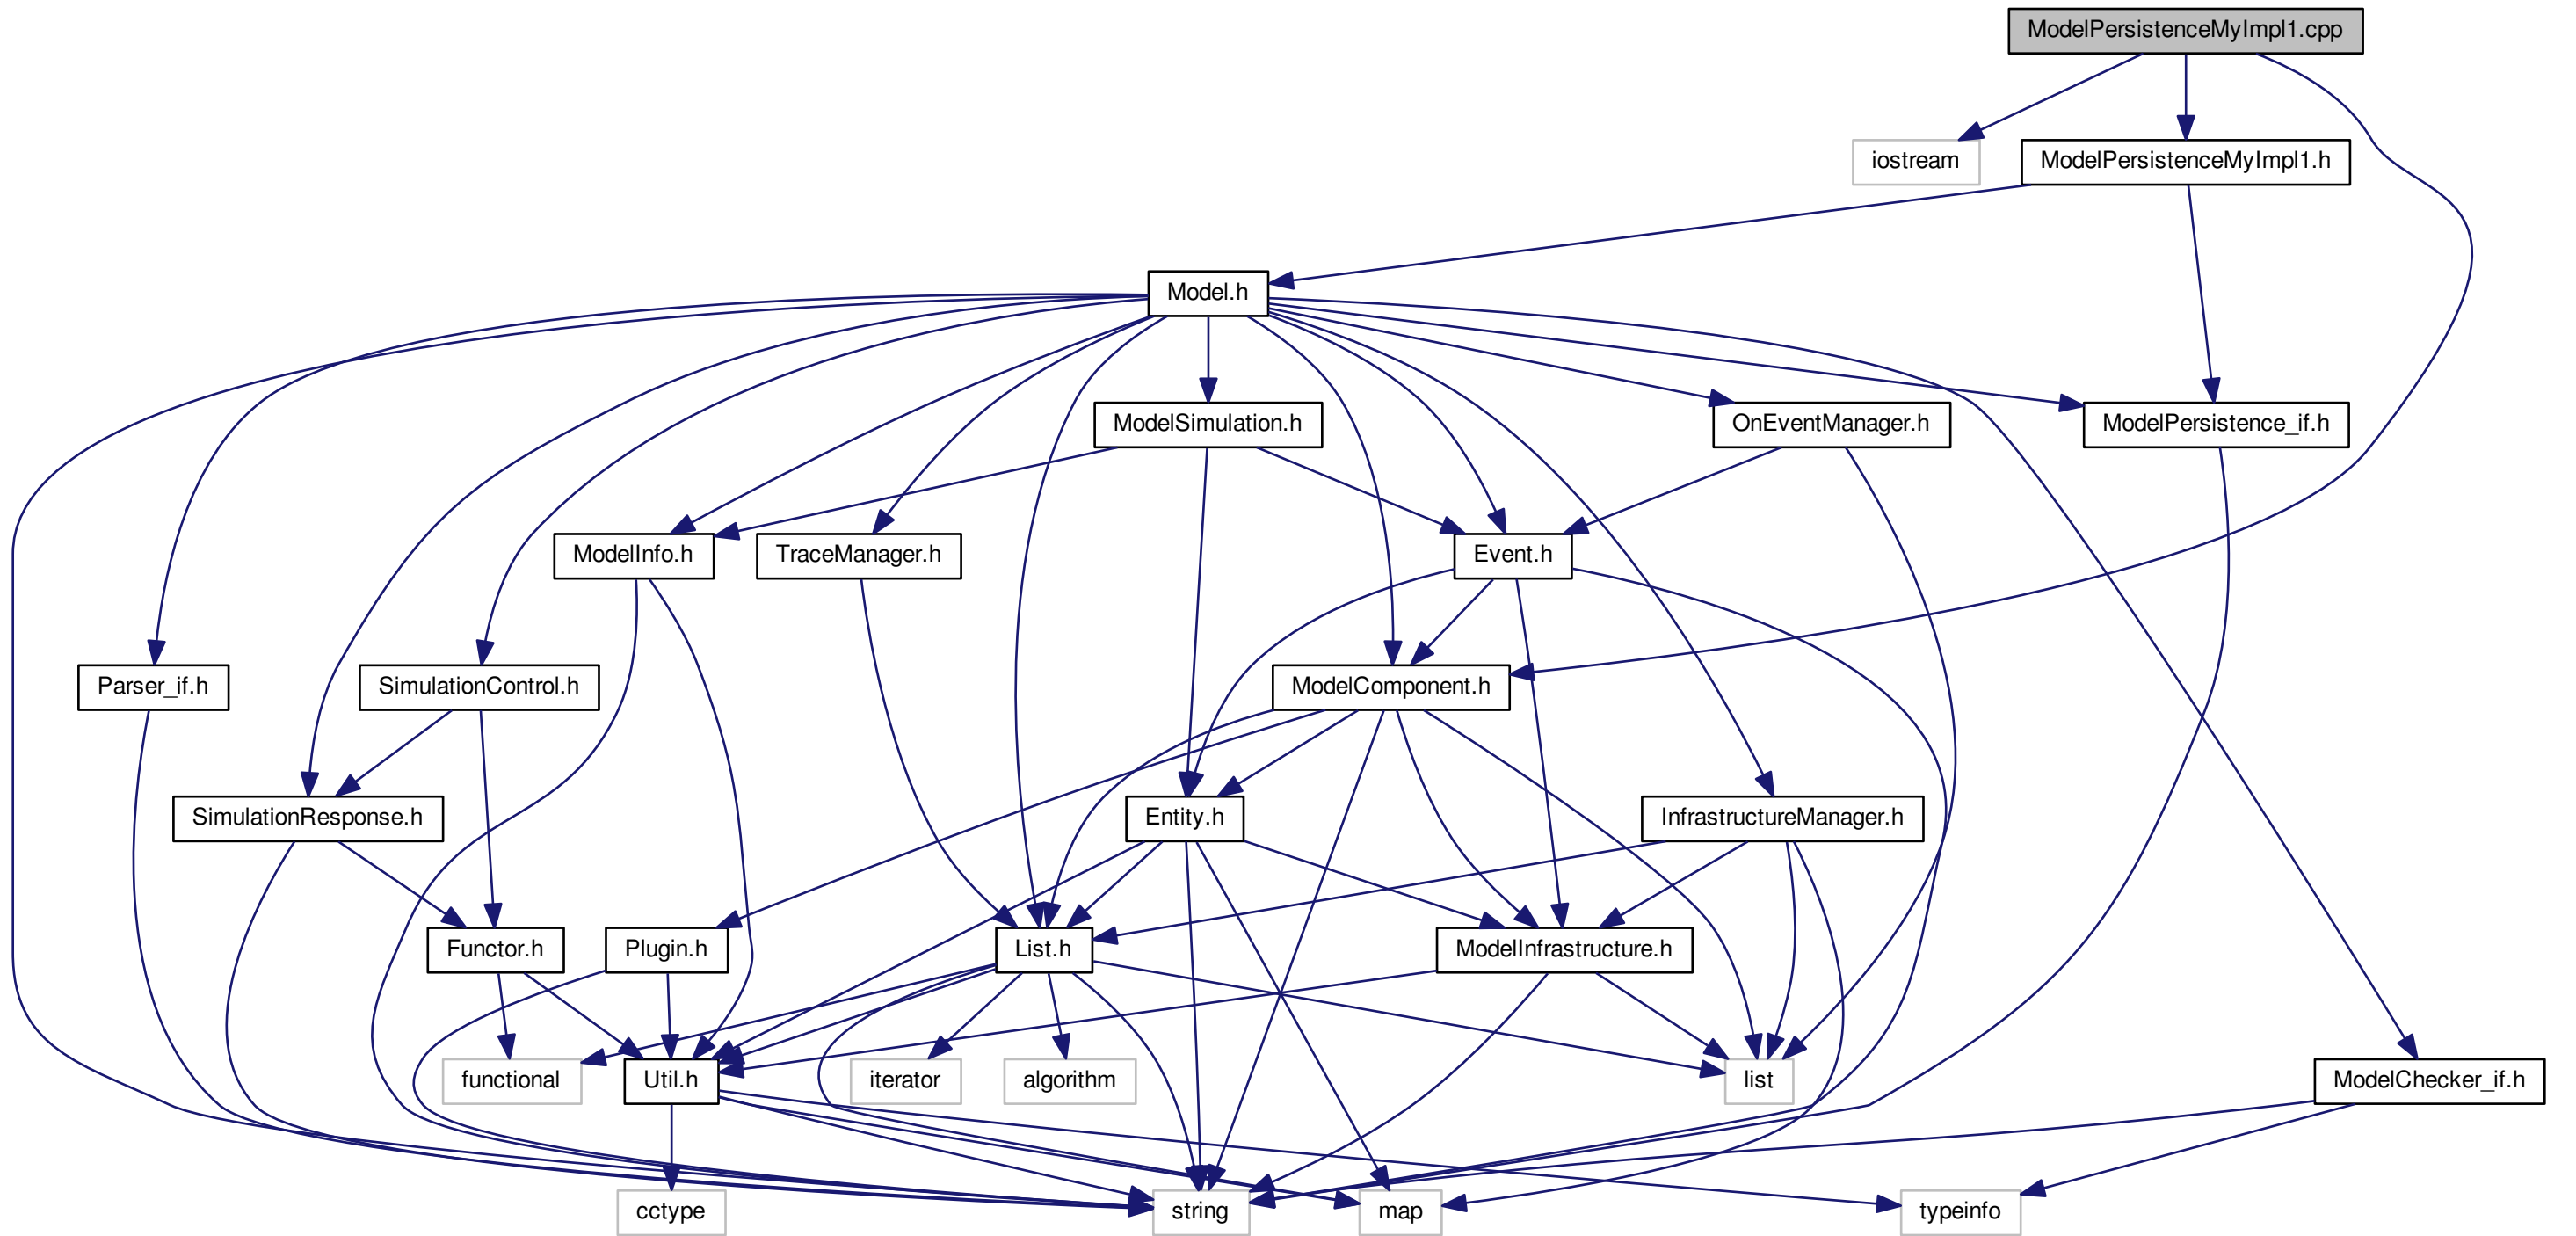 ModelPersistenceMyImpl1.cpp
iostream
ModelPersistenceMyImpl1.h
Model.h
ModelSimulation.h
OnEventManager.h
ModelPersistence_if.h
ModelInfo.h
TraceManager.h
Event.h
Parser_if.h
SimulationControl.h
ModelComponent.h
SimulationResponse.h
Entity.h
InfrastructureManager.h
Functor.h
Plugin.h
List.h
ModelInfrastructure.h
functional
Util.h
iterator
algorithm
list
ModelChecker_if.h
cctype
string
map
typeinfo